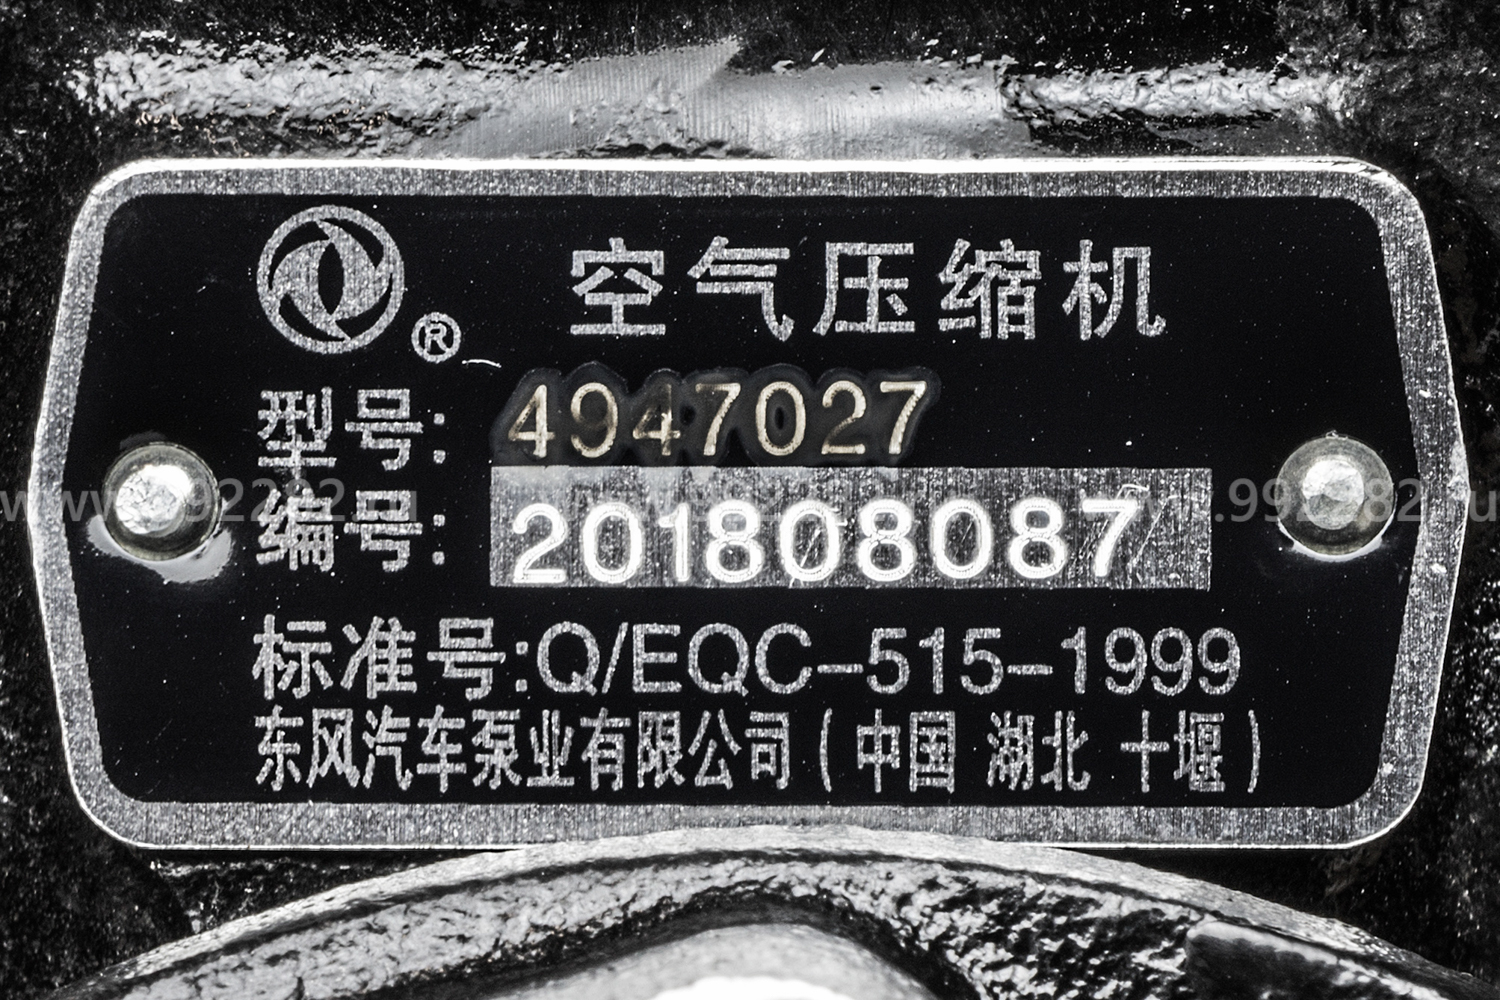 ® 空气压缩机
型号: 4947027
编号: 201808087
标准号:Q/EQC-515-1999
东风汽车泵业有限公司(中国 湖北 十堰)